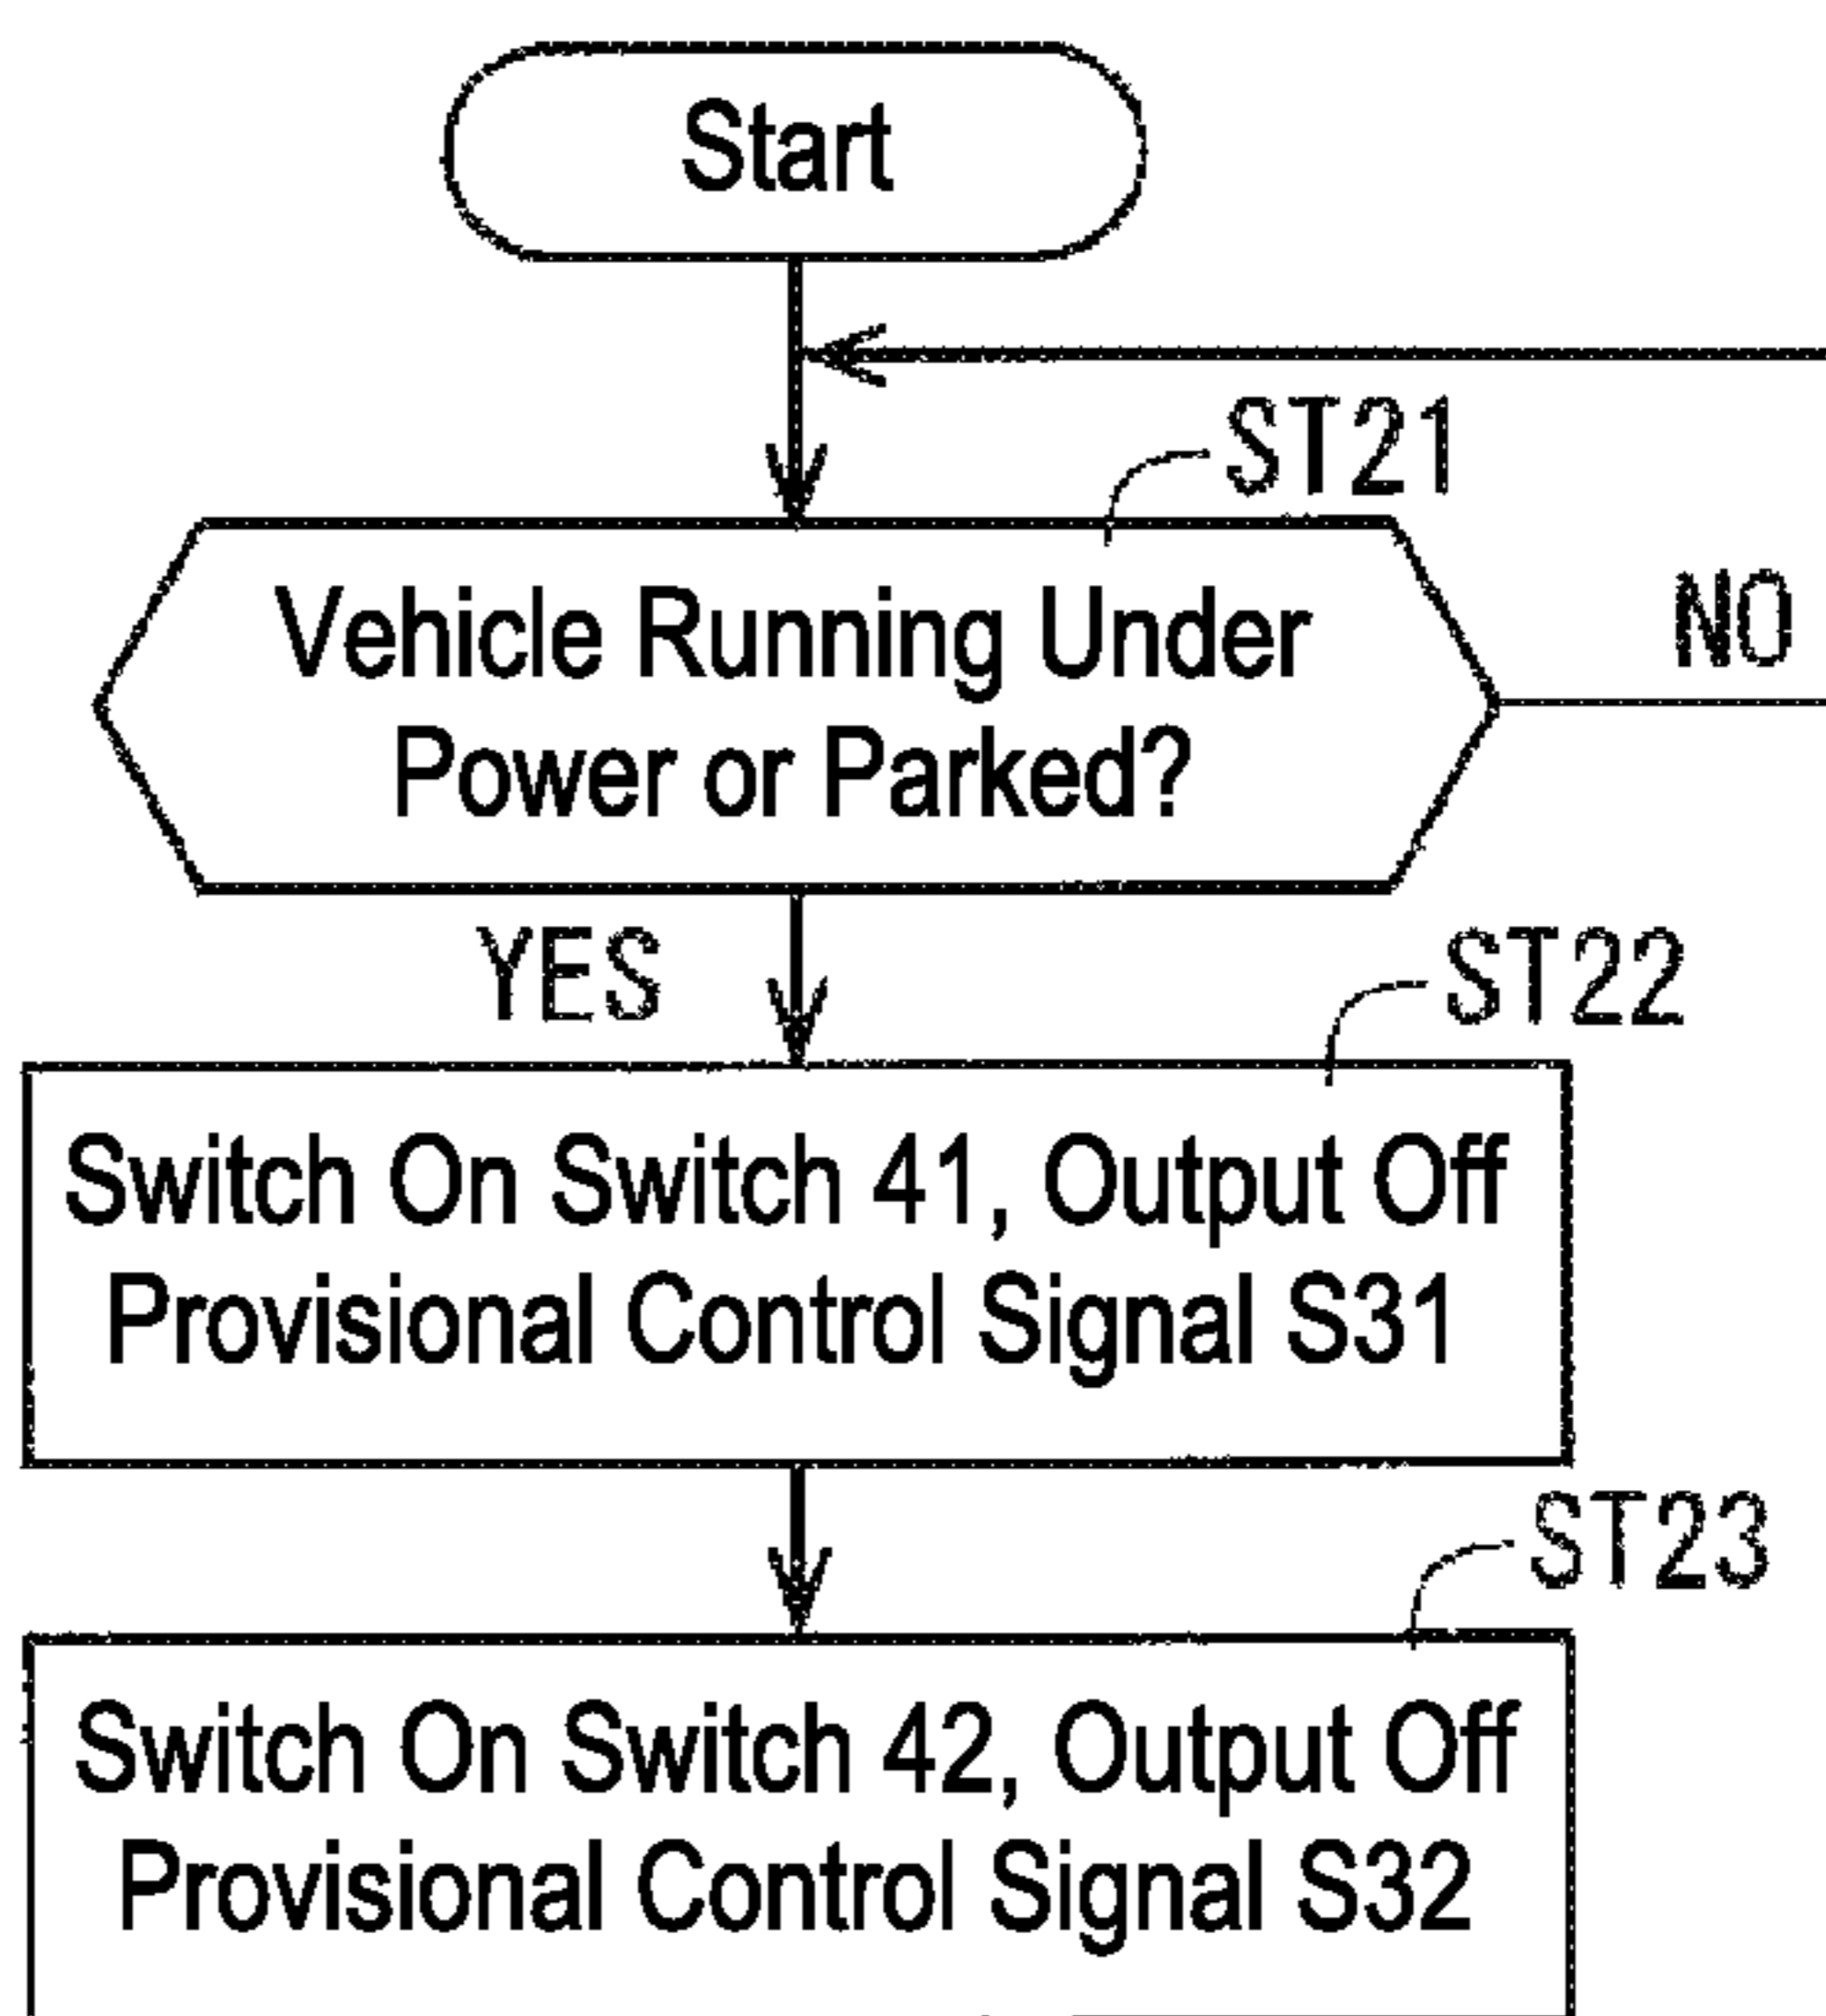 Start
ST21
Vehicle Running Under
Power or Parked?
NO
YES
ST22
Switch On Switch 41, Output Off
Provisional Control Signal S31
ST23
Switch On Switch 42, Output Off
Provisional Control Signal S32